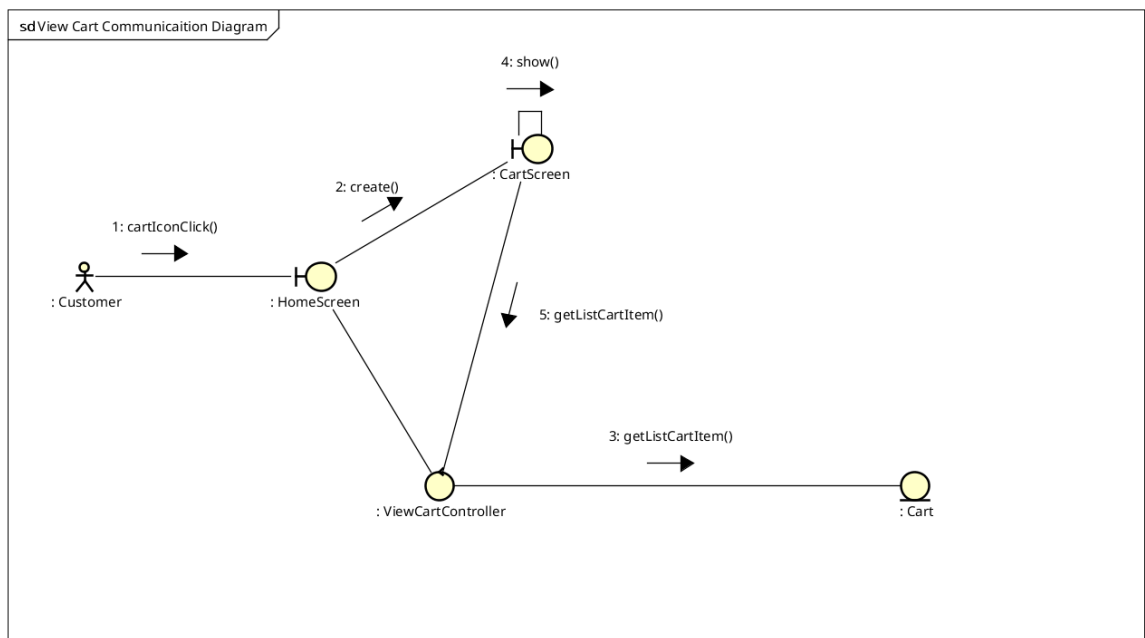 sd View Cart Communicaition Diagram
4: show()
: CartScreen
2: create()
1: cartIconClick()
: Customer
: HomeScreen
5: getListCartItem()
3: getListCartItem()
: ViewCartController
: Cart